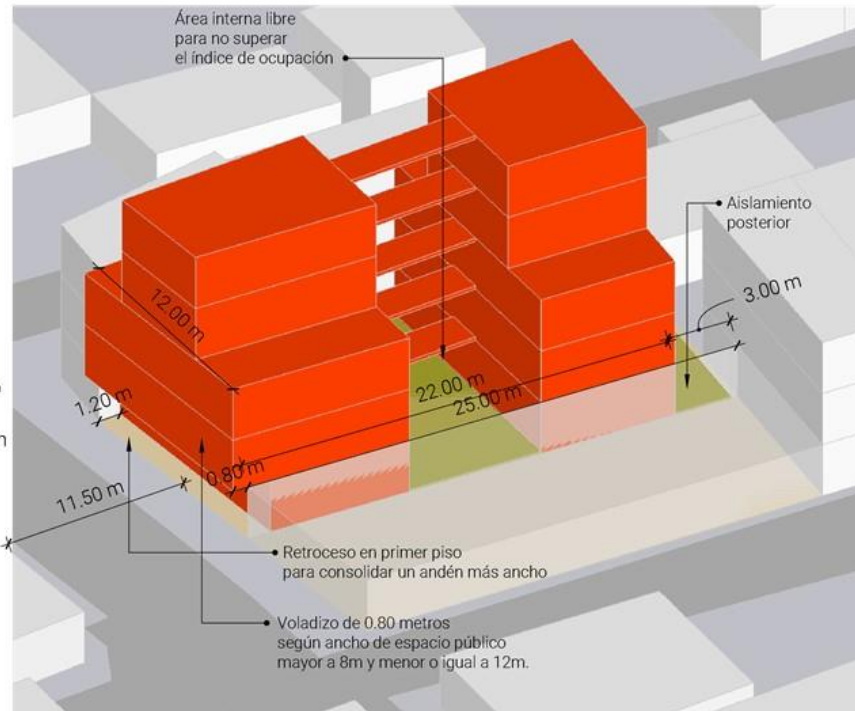 Área interna libre
para no superar
el índice de ocupación
Aislamiento
posterior
3.00 m
12.00 m
22.00 m
25.00 m
1.20 m
0.80 m
11.50 m
Retroceso en primer piso
para consolidar un andén más ancho
Voladizo de 0.80 metros
según ancho de espacio público
mayor a 8m y menor o igual a 12m.